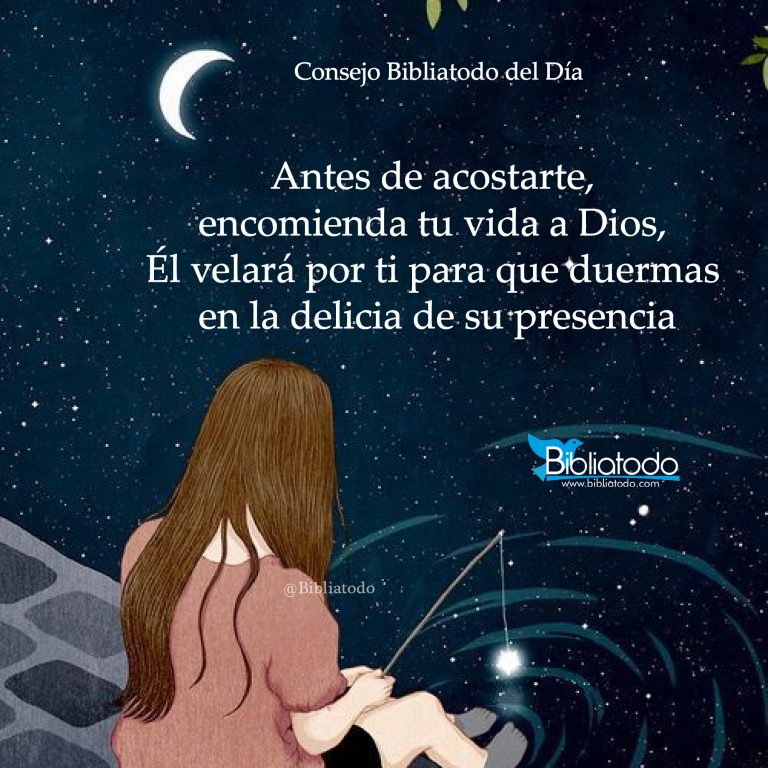 Consejo Bibliatodo del Día
Antes de acostarte,
encomienda tu vida a Dios,
Él velará por ti para que duermas
en la delicia de su presencia
Bibliatodo
www.bibliatodo.com
@Bibliatodo